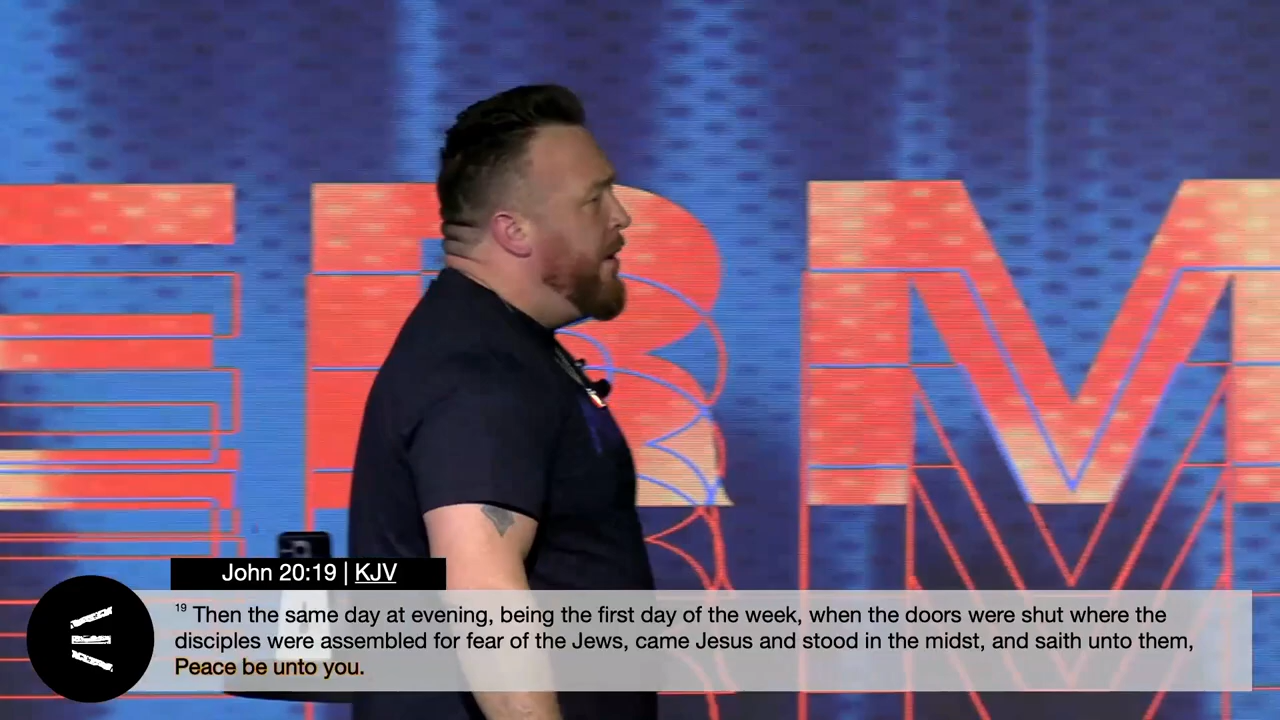 ERM
John 20:19 | KJV
19 Then the same day at evening, being the first day of the week, when the doors were shut where the
disciples were assembled for fear of the Jews, came Jesus and stood in the midst, and saith unto them,
Peace be unto you.